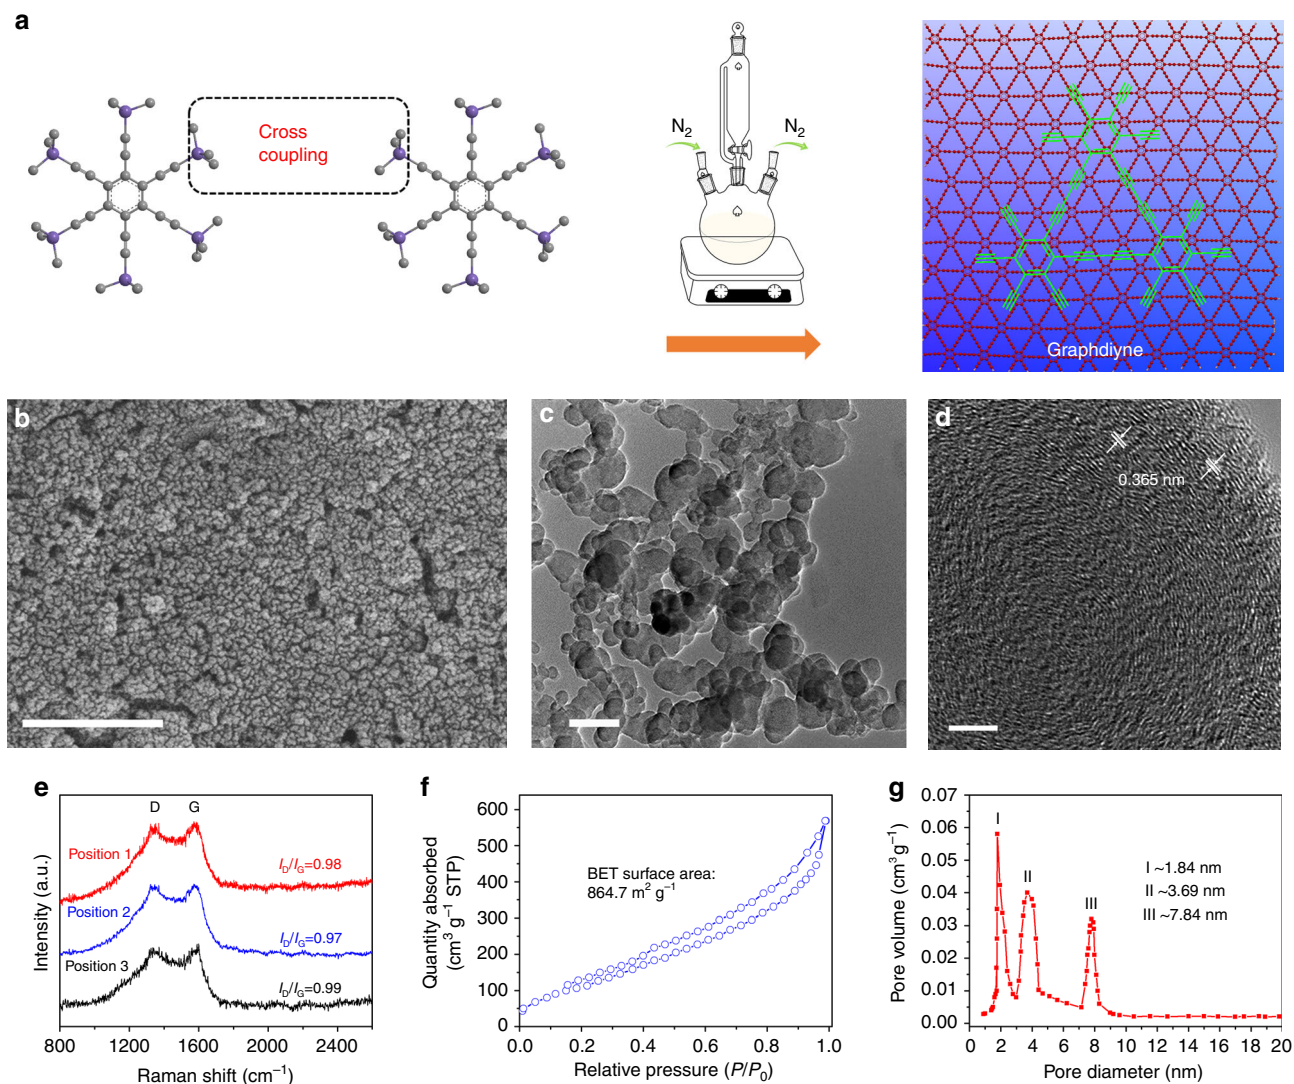 a
Cross
coupling
N2
N2
Graphdiyne
b
c
d
0.365 nm
e
D
G
Position 1
ID/IG=0.98
Position 2
ID/IG=0.97
Position 3
ID/IG=0.99
Intensity (a.u.)
800
1200
1600
2000
2400
Raman shift (cm−1)
f
600
500
400
300
200
100
0
BET surface area:
864.7 m2 g−1
Quantity absorbed
(cm3 g−1 STP)
0.0
0.2
0.4
0.6
0.8
1.0
Relative pressure (P/P0)
g
0.07
0.06
0.05
0.04
0.03
0.02
0.01
0.00
I
II
III
I ~1.84 nm
II ~3.69 nm
III ~7.84 nm
Pore volume (cm3 g−1)
0
2
4
6
8
10
12
14
16
18
20
Pore diameter (nm)